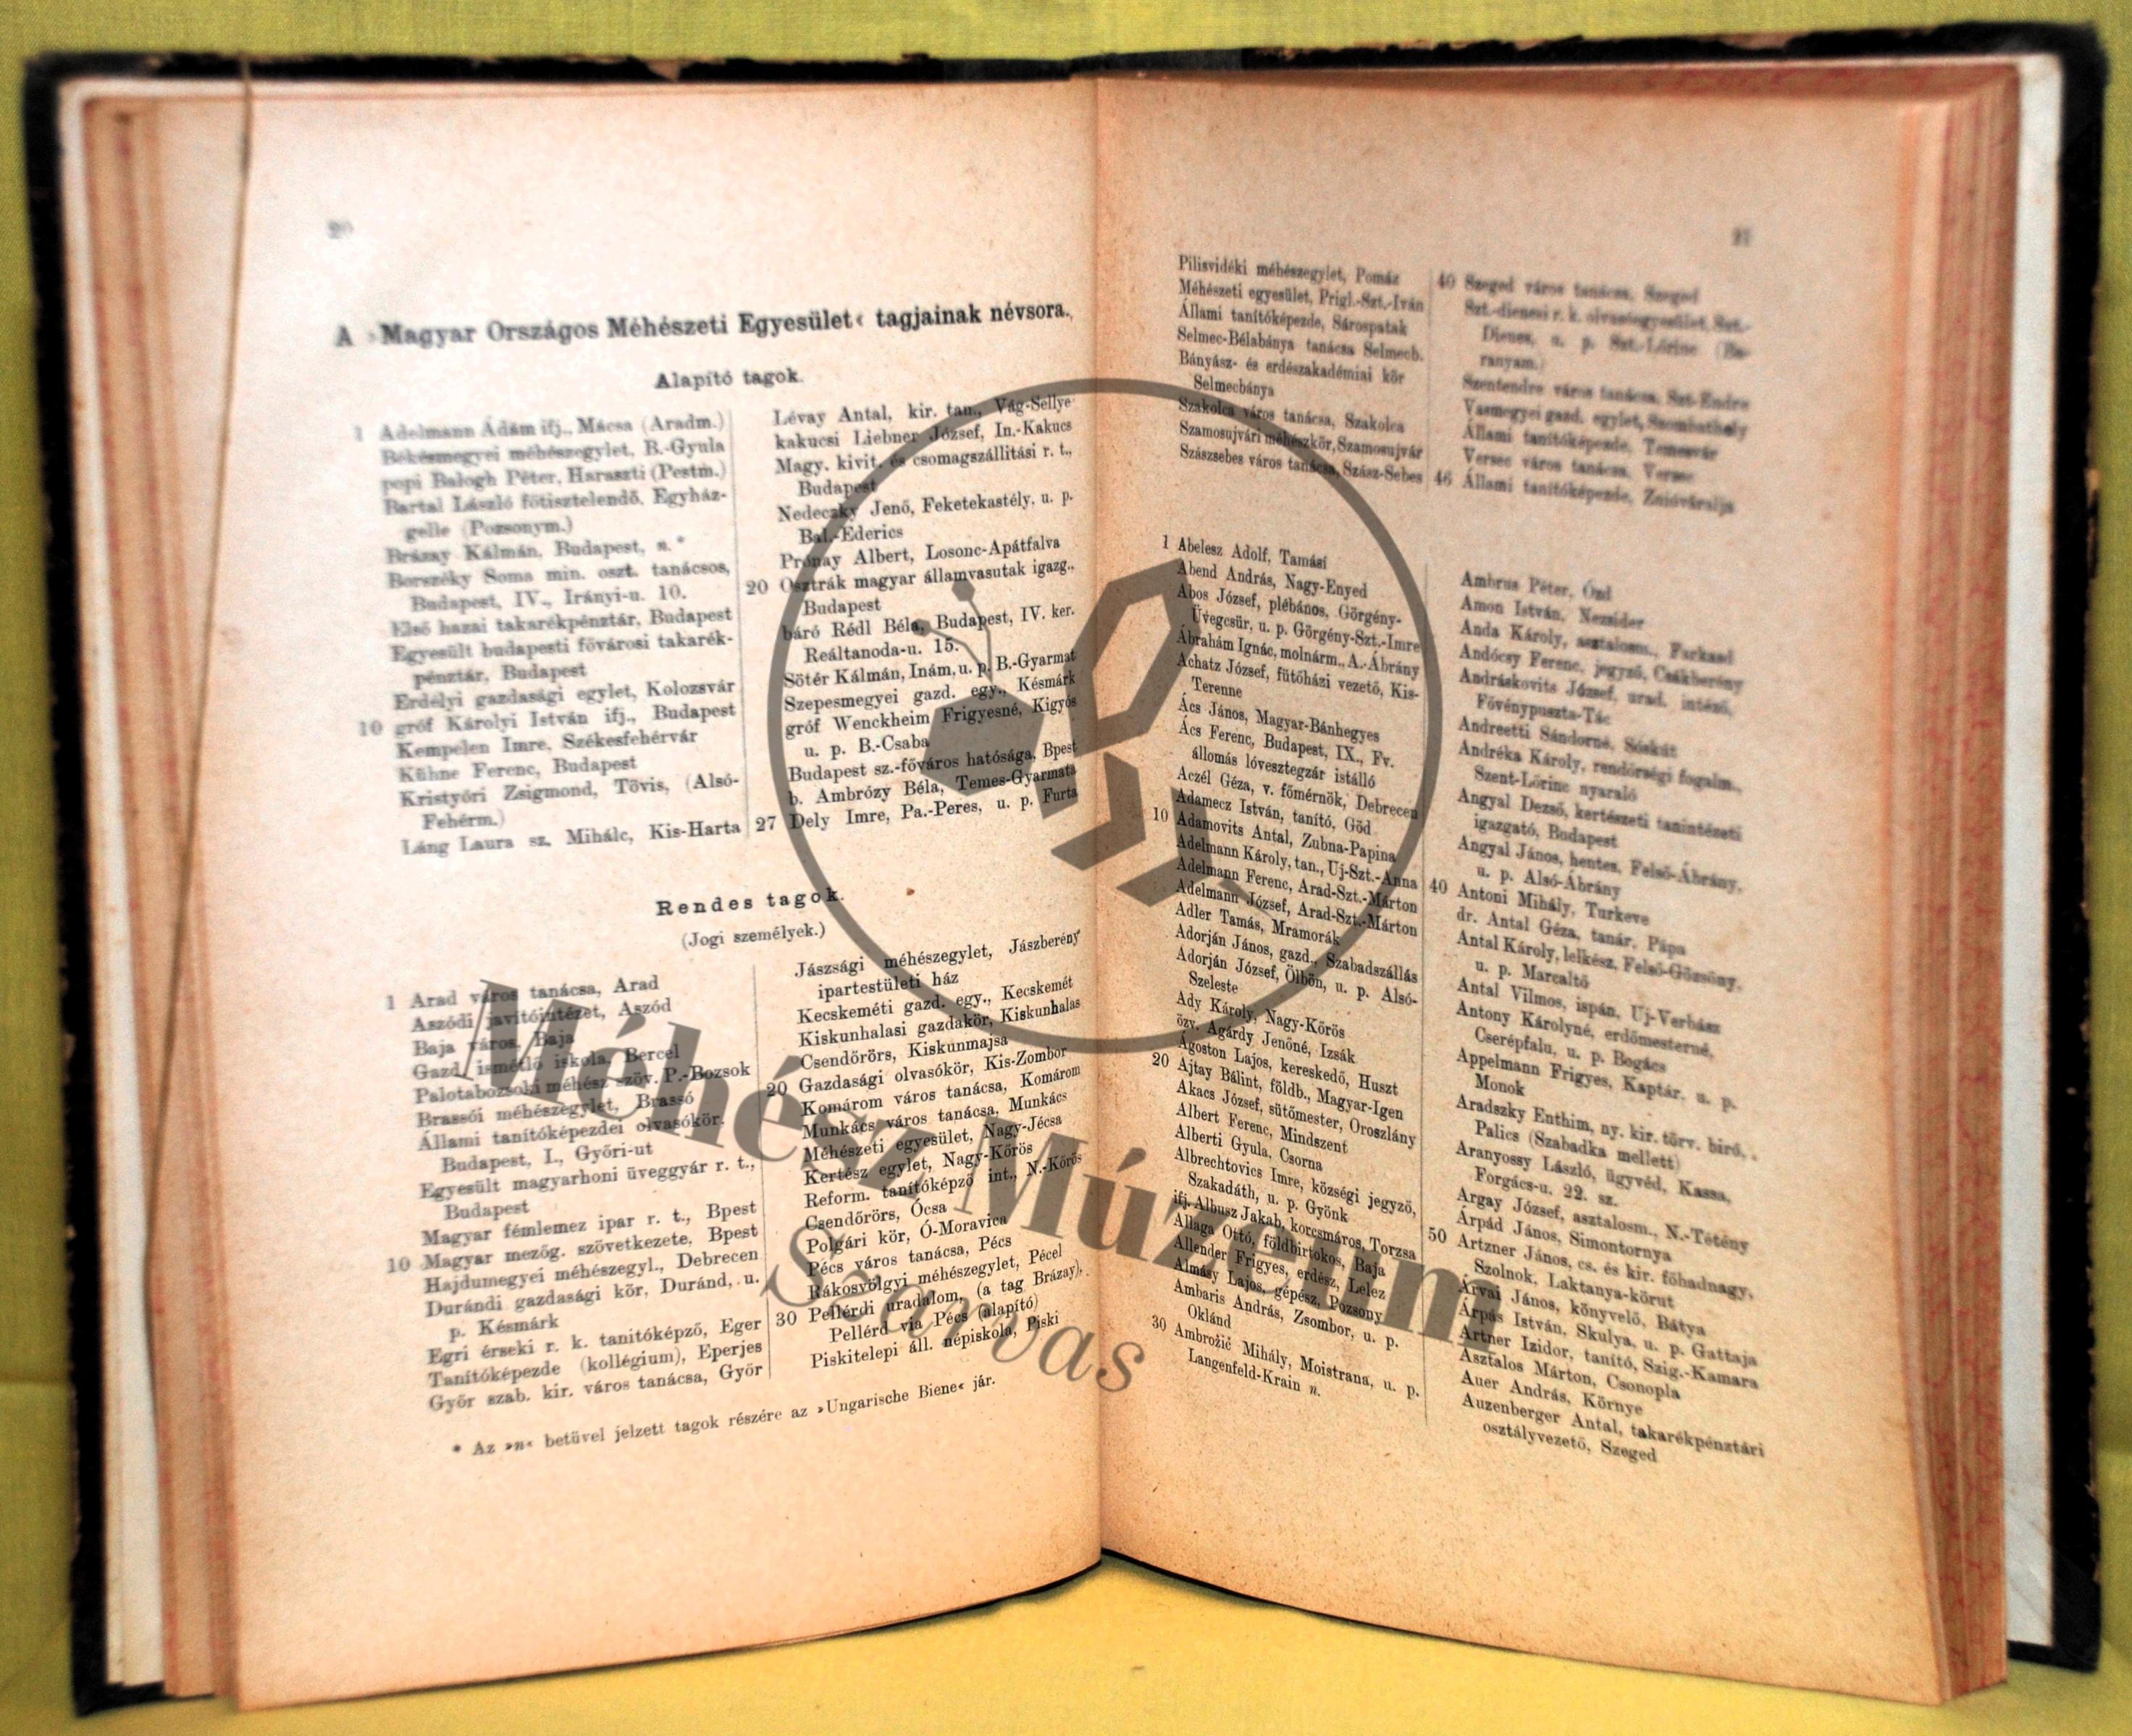 20
A »Magyar Országos Méhészeti Egyesület« tagjainak névsora.
Alapító tagok.
1 Adelmann Ádám ifj., Mácsa (Aradm.)
Békésmegyei méhészegylet, B.-Gyula
popi Balogh Péter, Haraszti (Pestm.)
Bartal László főtisztelendő, Egyház-
gelle (Pozsonym.)
Brázay Kálmán, Budapest, n.*
Borszéky Soma min. oszt. tanácsos,
Budapest, IV., Irányi-u. 10.
Első hazai takarékpénztár, Budapest
Egyesült budapesti fővárosi takarék-
pénztár, Budapest
Erdélyi gazdasági egylet, Kolozsvár
10 gróf Károlyi István ifj., Budapest
Kempelen Imre, Székesfehérvár
Kühne Ferenc, Budapest
Kristyőri Zsigmond, Tövis, (Alsó-
Fehérm.)
Láng Laura sz. Mihálc, Kis-Harta
Lévay Antal, kir. tan., Vág-Sellye
kakucsi Liebner József, In.-Kakucs
Magy. kivit. és csomagszállitási r. t.,
Budapest
Nedeczky Jenő, Feketekastély, u. p.
Bal.-Ederics
Prónay Albert, Losonc-Apátfalva
20 Osztrák magyar államvasutak igazg.,
Budapest
báró Rédl Béla, Budapest, IV. ker.
Reáltanoda-u. 15.
Sötér Kálmán, Inám, u. p. B.-Gyarmat
Szepesmegyei gazd. egy., Késmárk
gróf Wenckheim Frigyesné, Kigyós
u. p. B.-Csaba
Budapest sz.-főváros hatósága, Bpest
b. Ambrózy Béla, Temes-Gyarmata
27 Dely Imre, Pa.-Peres, u. p. Furta
Rendes tagok.
(Jogi személyek.)
1 Arad város tanácsa, Arad
Aszódi javítóintézet, Aszód
Baja város, Baja
Gazd. ismétlő iskola, Bercel
Palotabozsoki méhész szöv. P.-Bozsok
Brassói méhészegylet, Brassó
Állami tanítóképezdei olvasókör,
Budapest, I., Győri-ut
Egyesült magyarhoni üveggyár r. t.,
Budapest
Magyar fémlemez ipar r. t., Bpest
10 Magyar mezőg. szövetkezete, Bpest
Hajdumegyei méhészegyl., Debrecen
Durándi gazdasági kör, Duránd, u.
p. Késmárk
Egri érseki r. k. tanitóképző, Eger
Tanítóképezde (kollégium), Eperjes
Győr szab. kir. város tanácsa, Győr
Jászsági méhészegylet, Jászberény
ipartestületi ház
Kecskeméti gazd. egy., Kecskemét
Kiskunhalasi gazdakör, Kiskunhalas
Csendőrörs, Kiskunmajsa
20 Gazdasági olvasókör, Kis-Zombor
Komárom város tanácsa, Komárom
Munkács város tanácsa, Munkács
Méhészeti egyesület, Nagy-Jécsa
Kertész egylet, Nagy-Kőrös
Reform. tanítóképző int., N.-Kőrös
Csendőrörs, Ócsa
Polgári kör, Ó-Moravica
Pécs város tanácsa, Pécs
Rákosvölgyi méhészegylet, Pécel
30 Pellérdi uradalom, (a tag Brázay),
Pellérd via Pécs (alapító)
Piskitelepi áll. népiskola, Piski
* Az »n« betüvel jelzett tagok részére az »Ungarische Biene« jár.
21
Pilisvidéki méhészegylet, Pomáz
Méhészeti egyesület, Prigl.-Szt.-Iván
Állami tanítóképezde, Sárospatak
Selmec-Bélabánya tanácsa Selmecb.
Bányász- és erdészakadémiai kör
Selmecbánya
Szakolca város tanácsa, Szakolca
Szamosujvári méhészkör, Szamosujvár
Szászsebes város tanácsa, Szász-Sebes
40 Szeged város tanácsa, Szeged
Szt.-dienesi r. k. olvasóegyesület, Szt.-
Dienes, u. p. Szt.-Lőrinc (Ba-
ranyam.)
Szentendre város tanácsa, Szt-Endre
Vasmegyei gazd. egylet, Szombathely
Állami tanítóképezde, Temesvár
Versec város tanácsa, Versec
46 Állami tanítóképezde, Znióváralja
1 Abelesz Adolf, Tamási
Abend András, Nagy-Enyed
Abos József, plébános, Görgény-
Üvegcsür, u. p. Görgény-Szt.-Imre
Ábrahám Ignác, molnárm., A.-Ábrány
Achatz József, fütőházi vezető, Kis-
Terenne
Ács János, Magyar-Bánhegyes
Ács Ferenc, Budapest, IX., Fv.
állomás lóvesztegzár istálló
Aczél Géza, v. főmérnök, Debrecen
Adamecz István, tanító, Göd
10 Adamovits Antal, Zubna-Papina
Adelmann Károly, tan., Uj-Szt.-Anna
Adelmann Ferenc, Arad-Szt.-Márton
Adelmann József, Arad-Szt.-Márton
Adler Tamás, Mramorák
Adorján János, gazd., Szabadszállás
Adorján József, Ölbön, u. p. Alsó-
Szeleste
Ady Károly, Nagy-Kőrös
özv. Agárdy Jenőné, Izsák
Ágoston Lajos, kereskedő, Huszt
20 Ajtay Bálint, földb., Magyar-Igen
Akacs József, sütőmester, Oroszlány
Albert Ferenc, Mindszent
Alberti Gyula, Csorna
Albrechtovics Imre, községi jegyző,
Szakadáth, u. p. Gyönk
ifj. Albusz Jakab, korcsmáros, Torzsa
Allaga Ottó, földbirtokos, Baja
Allender Frigyes, erdész, Lelez
Almásy Lajos, gépész, Pozsony
Ambaris András, Zsombor, u. p.
Oklánd
30 Ambrožič Mihály, Moistrana, u. p.
Langenfeld-Krain n.
Ambrus Péter, Ózd
Amon István, Nezsider
Anda Károly, asztalosm., Farkasd
Andócsy Ferenc, jegyző, Csákberény
Andráskovits József, urad. intéző,
Fövénypuszta-Tác
Andreetti Sándorné, Sóskút
Andréka Károly, rendőrségi fogalm.,
Szent-Lőrinc nyaraló
Angyal Dezső, kertészeti tanintézeti
igazgató, Budapest
Angyal János, hentes, Felső-Ábrány,
u. p. Alsó-Ábrány
40 Antoni Mihály, Turkeve
dr. Antal Géza, tanár, Pápa
Antal Károly, lelkész, Felső-Gözsöny,
u. p. Marcaltő
Antal Vilmos, ispán, Uj-Verbász
Antony Károlyné, erdőmesterné,
Cserépfalu, u. p. Bogács
Appelmann Frigyes, Kaptár, u. p.
Monok
Aradszky Enthim, ny. kir. törv. biró,
Palics (Szabadka mellett)
Aranyossy László, ügyvéd, Kassa,
Forgács-u. 22. sz.
Argay József, asztalosm., N.-Tétény
Árpád János, Simontornya
50 Artzner János, cs. és kir. főhadnagy,
Szolnok, Laktanya-körut
Árvai János, könyvelő, Bátya
Árpás István, Skulya, u. p. Gattaja
Artner Izidor, tanító, Szig.-Kamara
Asztalos Márton, Csonopla
Auer András, Környe
Auzenberger Antal, takarékpénztári
osztályvezető, Szeged
Méhész Múzeum
Szarvas